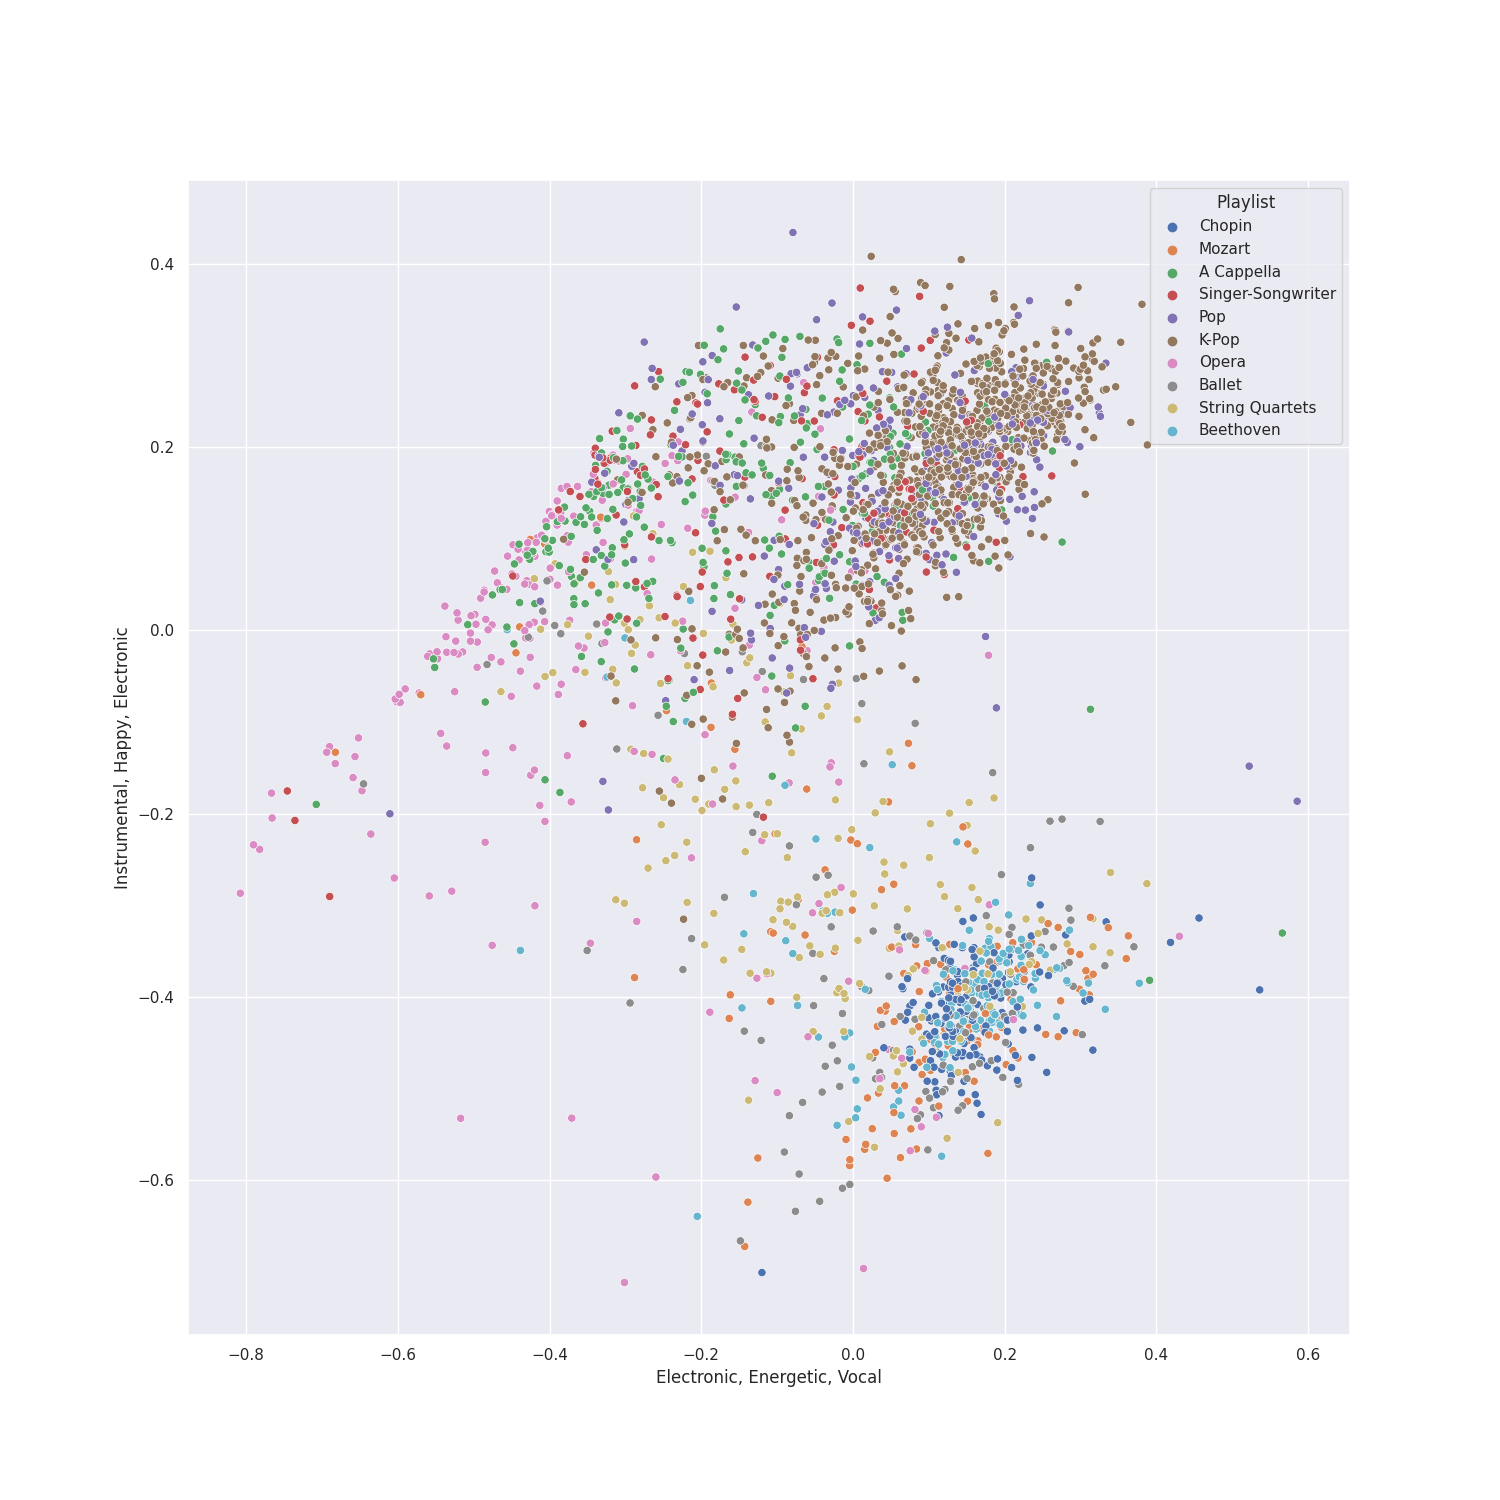 Playlist
Chopin
Mozart
A Cappella
Singer-Songwriter
Pop
K-Pop
Opera
Ballet
String Quartets
Beethoven
0.4
0.2
0.0
−0.2
−0.4
−0.6
Instrumental, Happy, Electronic
−0.8 −0.6 −0.4 −0.2 0.0 0.2 0.4 0.6
Electronic, Energetic, Vocal